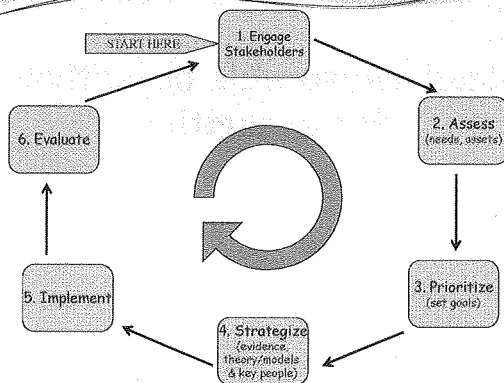 START HERE
1. Engage
Stakeholders
2. Assess
(needs, assets)
3. Prioritize
(set goals)
4. Strategize
(evidence,
theory/models
& key people)
5. Implement
6. Evaluate